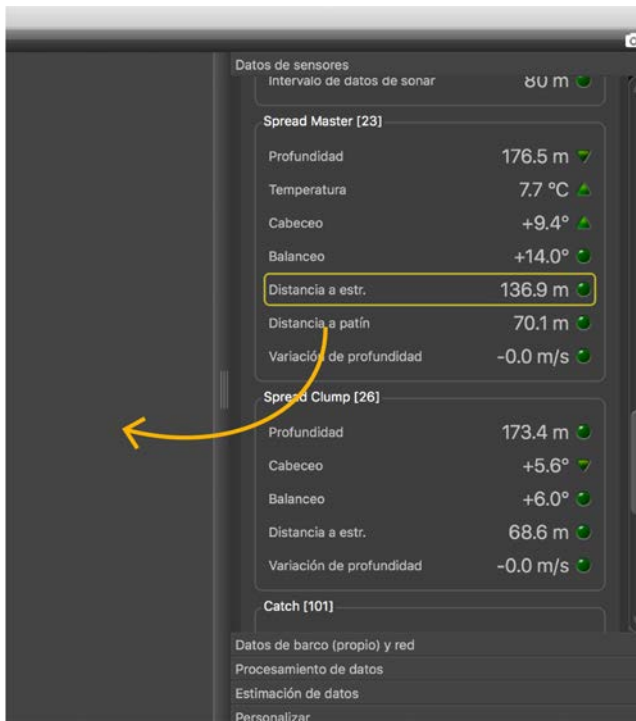 Datos de sensores
Intervalo de datos de sonar 80 m
Spread Master [23]
Profundidad 176.5 m
Temperatura 7.7 °C
Cabeceo +9.4°
Balanceo +14.0°
Distancia a estr. 136.9 m
Distancia a patín 70.1 m
Variación de profundidad -0.0 m/s
Spread Clump [26]
Profundidad 173.4 m
Cabeceo +5.6°
Balanceo +6.0°
Distancia a estr. 68.6 m
Variación de profundidad -0.0 m/s
Catch [101]
Datos de barco (propio) y red
Procesamiento de datos
Estimación de datos
Personalizar